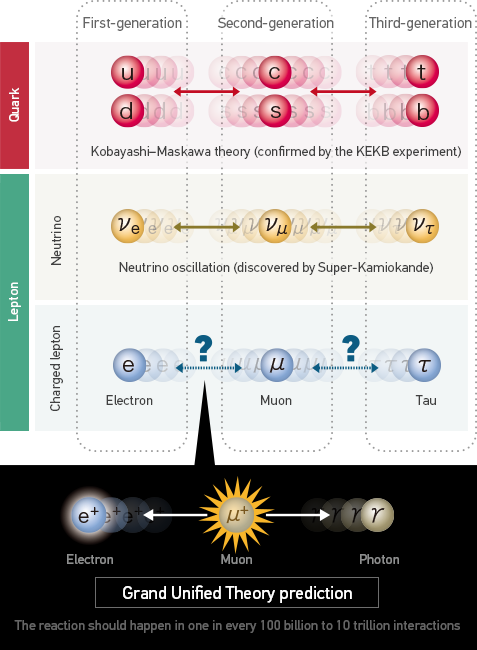 First-generation
Second-generation
Third-generation
Quark
u
c
t
d
s
b
Kobayashi–Maskawa theory (confirmed by the KEKB experiment)
Lepton
Neutrino
νe
νμ
ντ
Neutrino oscillation (discovered by Super-Kamiokande)
Charged lepton
? ?
e
μ
τ
Electron
Muon
Tau
e+
μ+
γ
Electron
Muon
Photon
Grand Unified Theory prediction
The reaction should happen in one in every 100 billion to 10 trillion interactions